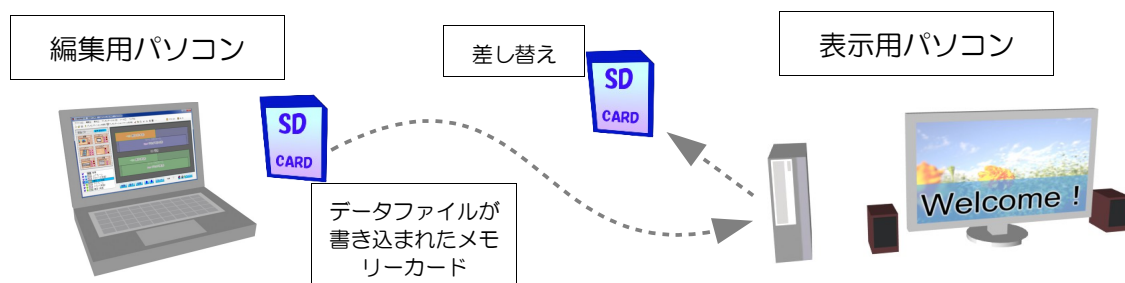 編集用パソコン
差し替え
表示用パソコン
SD
CARD
SD
CARD
データファイルが
書き込まれたメモ
リーカード
Welcome !